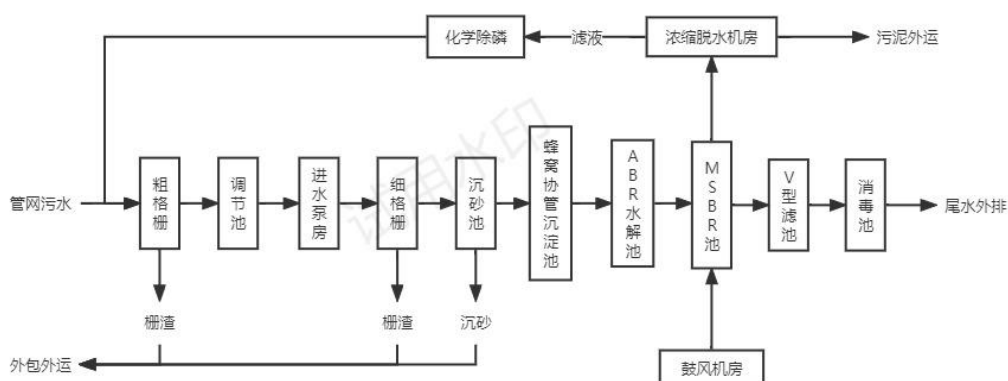 化学除磷
滤液
浓缩脱水机房
污泥外运
管网污水
粗格栅
调节池
进水泵房
细格栅
沉砂池
蜂窝协管沉淀池
ABR水解池
MSBR池
V型滤池
消毒池
尾水外排
栅渣
栅渣
沉砂
外包外运
鼓风机房
试用水印